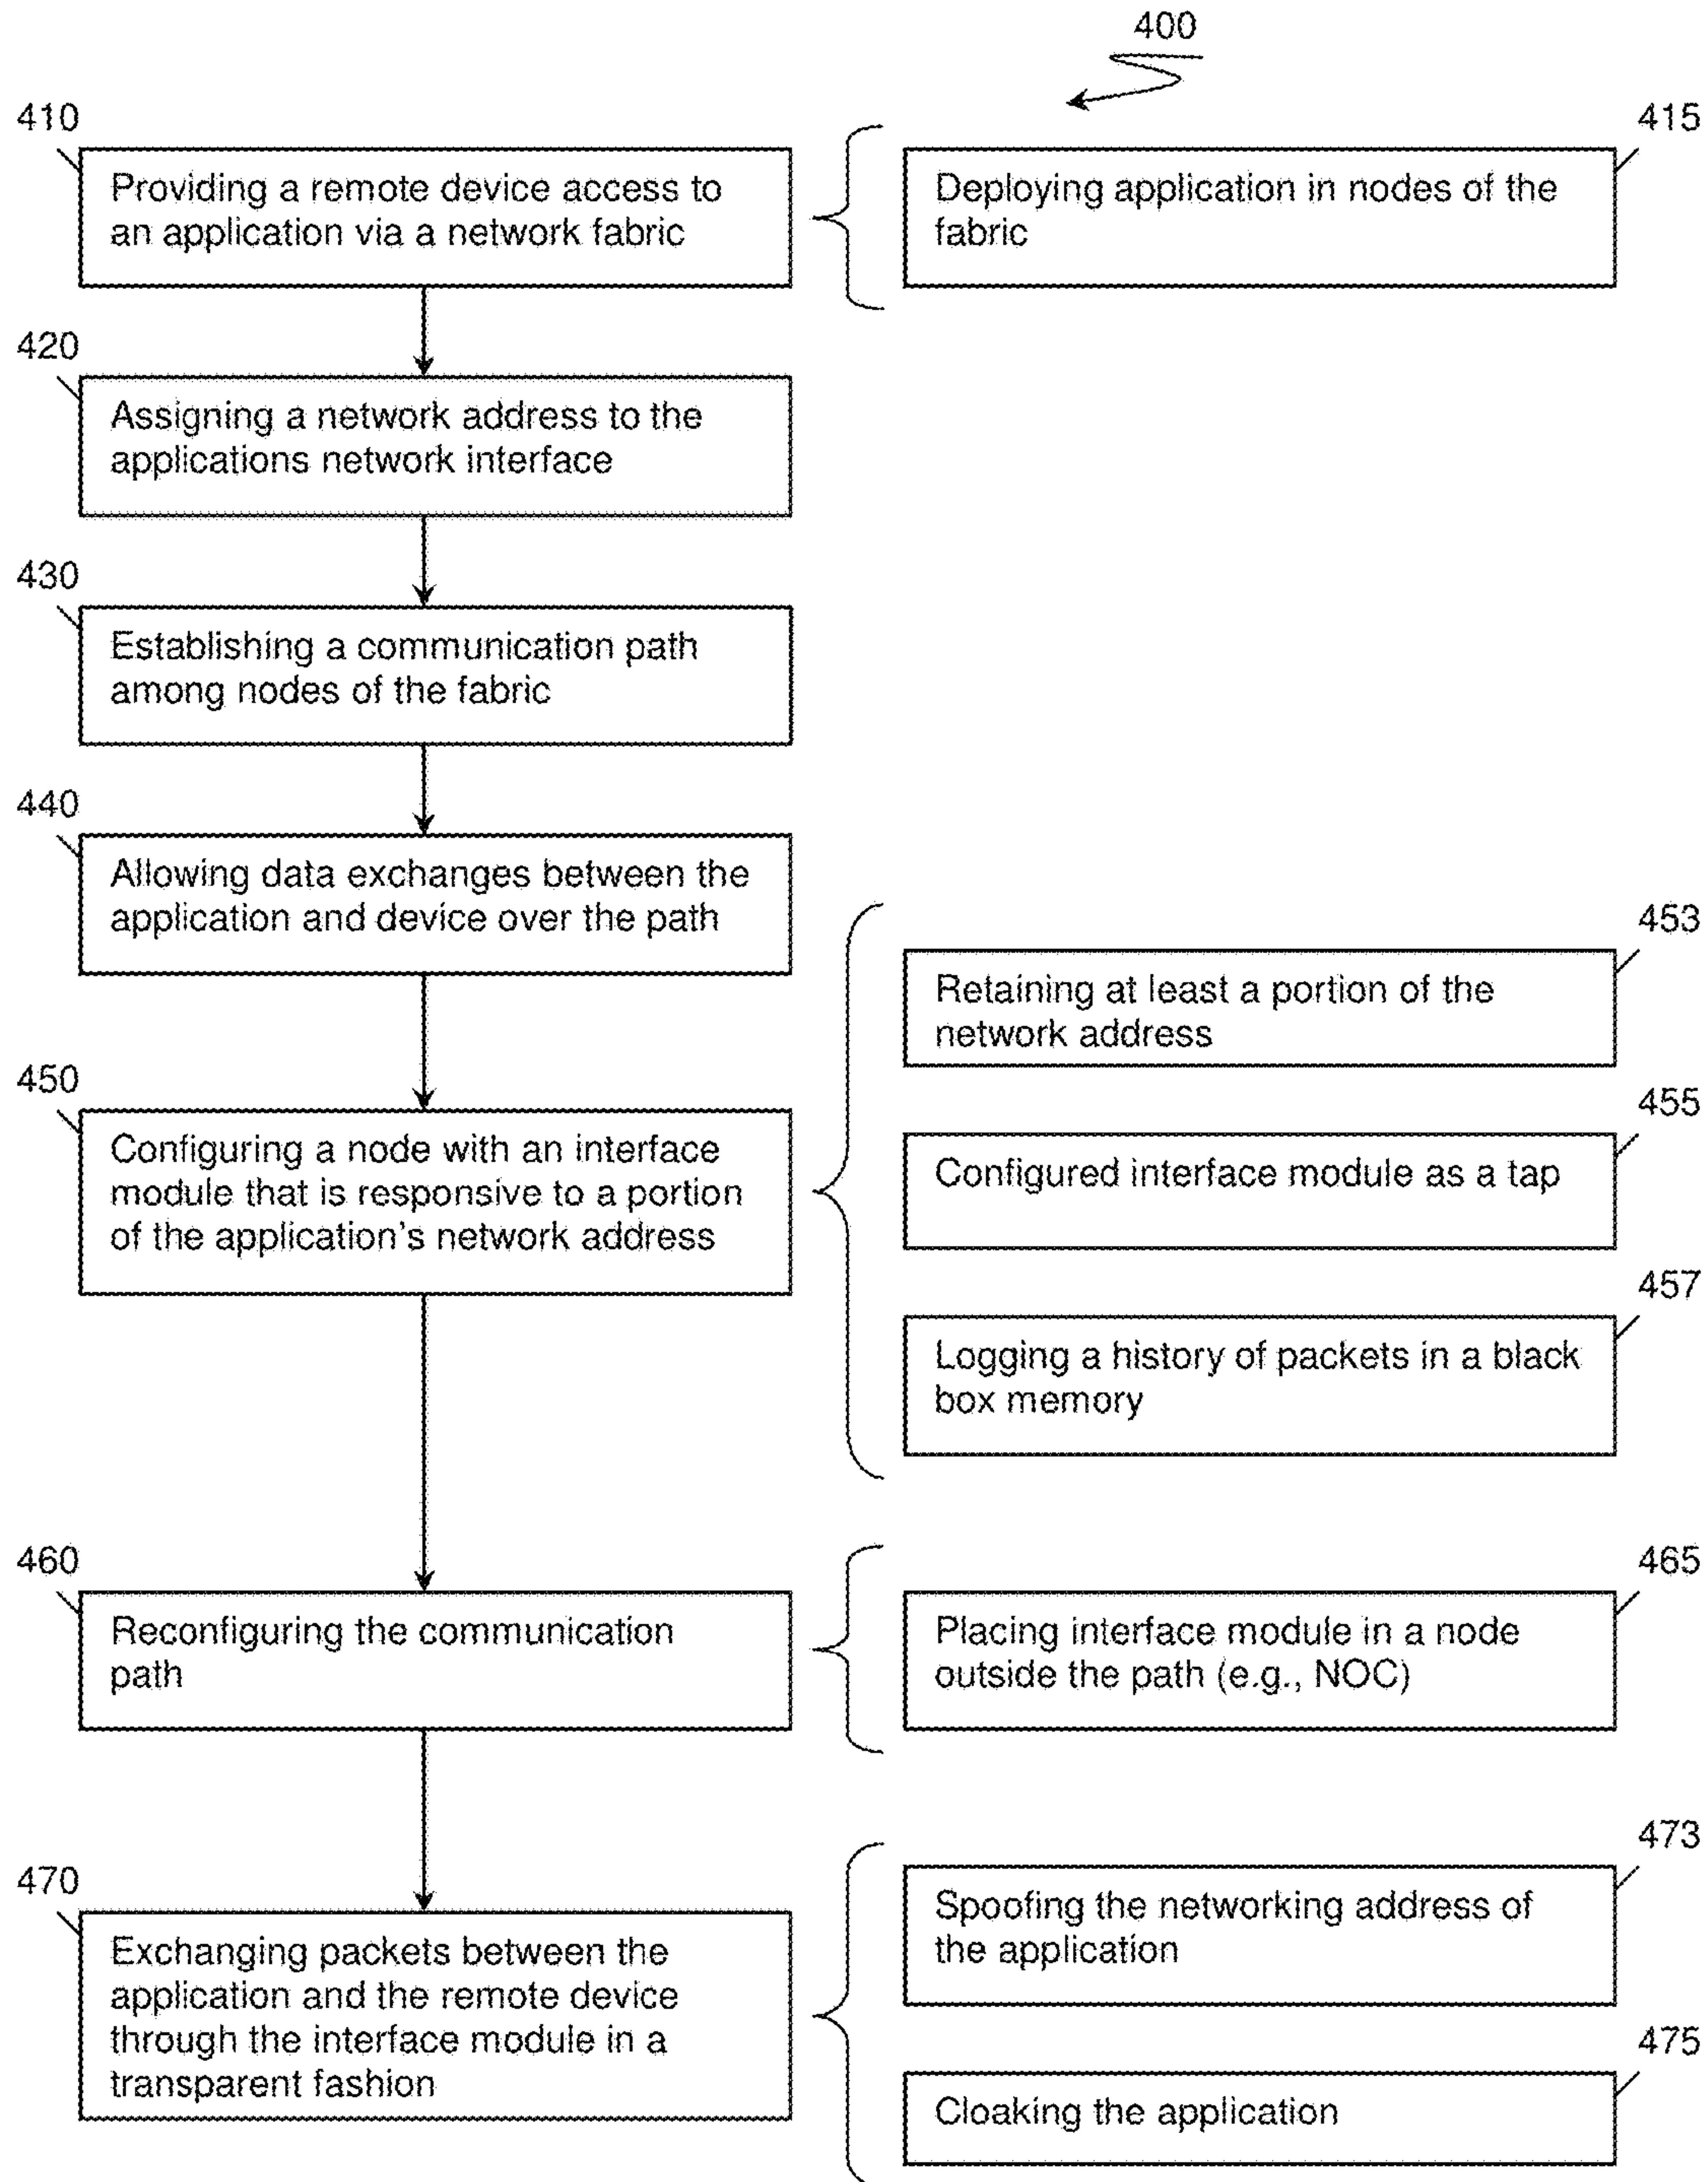 400
410
Providing a remote device access to
an application via a network fabric
415
Deploying application in nodes of the
fabric
420
Assigning a network address to the
applications network interface
430
Establishing a communication path
among nodes of the fabric
440
Allowing data exchanges between the
application and device over the path
450
Configuring a node with an interface
module that is responsive to a portion
of the application's network address
453
Retaining at least a portion of the
network address
455
Configured interface module as a tap
457
Logging a history of packets in a black
box memory
460
Reconfiguring the communication
path
465
Placing interface module in a node
outside the path (e.g., NOC)
470
Exchanging packets between the
application and the remote device
through the interface module in a
transparent fashion
473
Spoofing the networking address of
the application
475
Cloaking the application